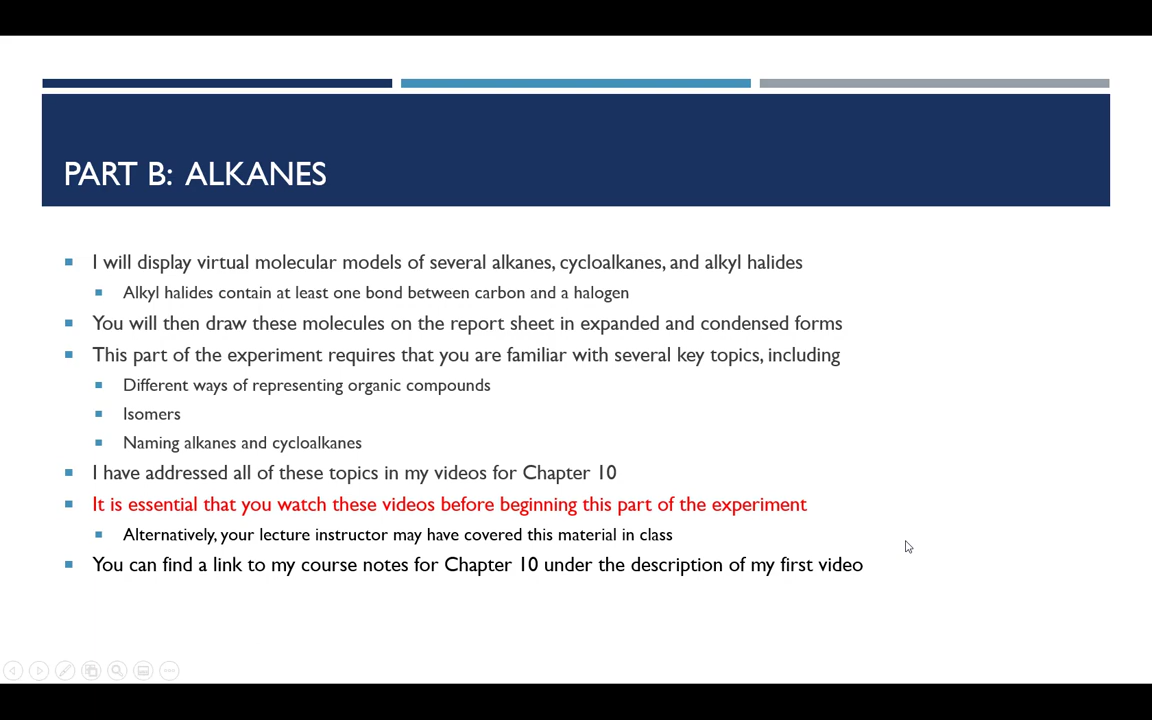 PART B: ALKANES
I will display virtual molecular models of several alkanes, cycloalkanes, and alkyl halides
Alkyl halides contain at least one bond between carbon and a halogen
You will then draw these molecules on the report sheet in expanded and condensed forms
This part of the experiment requires that you are familiar with several key topics, including
Different ways of representing organic compounds
Isomers
Naming alkanes and cycloalkanes
I have addressed all of these topics in my videos for Chapter 10
It is essential that you watch these videos before beginning this part of the experiment
Alternatively, your lecture instructor may have covered this material in class
You can find a link to my course notes for Chapter 10 under the description of my first video